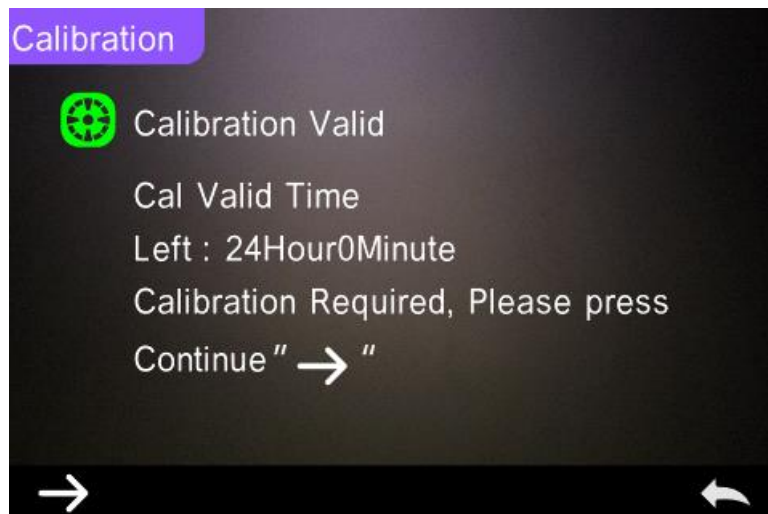 Calibration
Calibration Valid
Cal Valid Time
Left : 24Hour0Minute
Calibration Required, Please press
Continue " → "